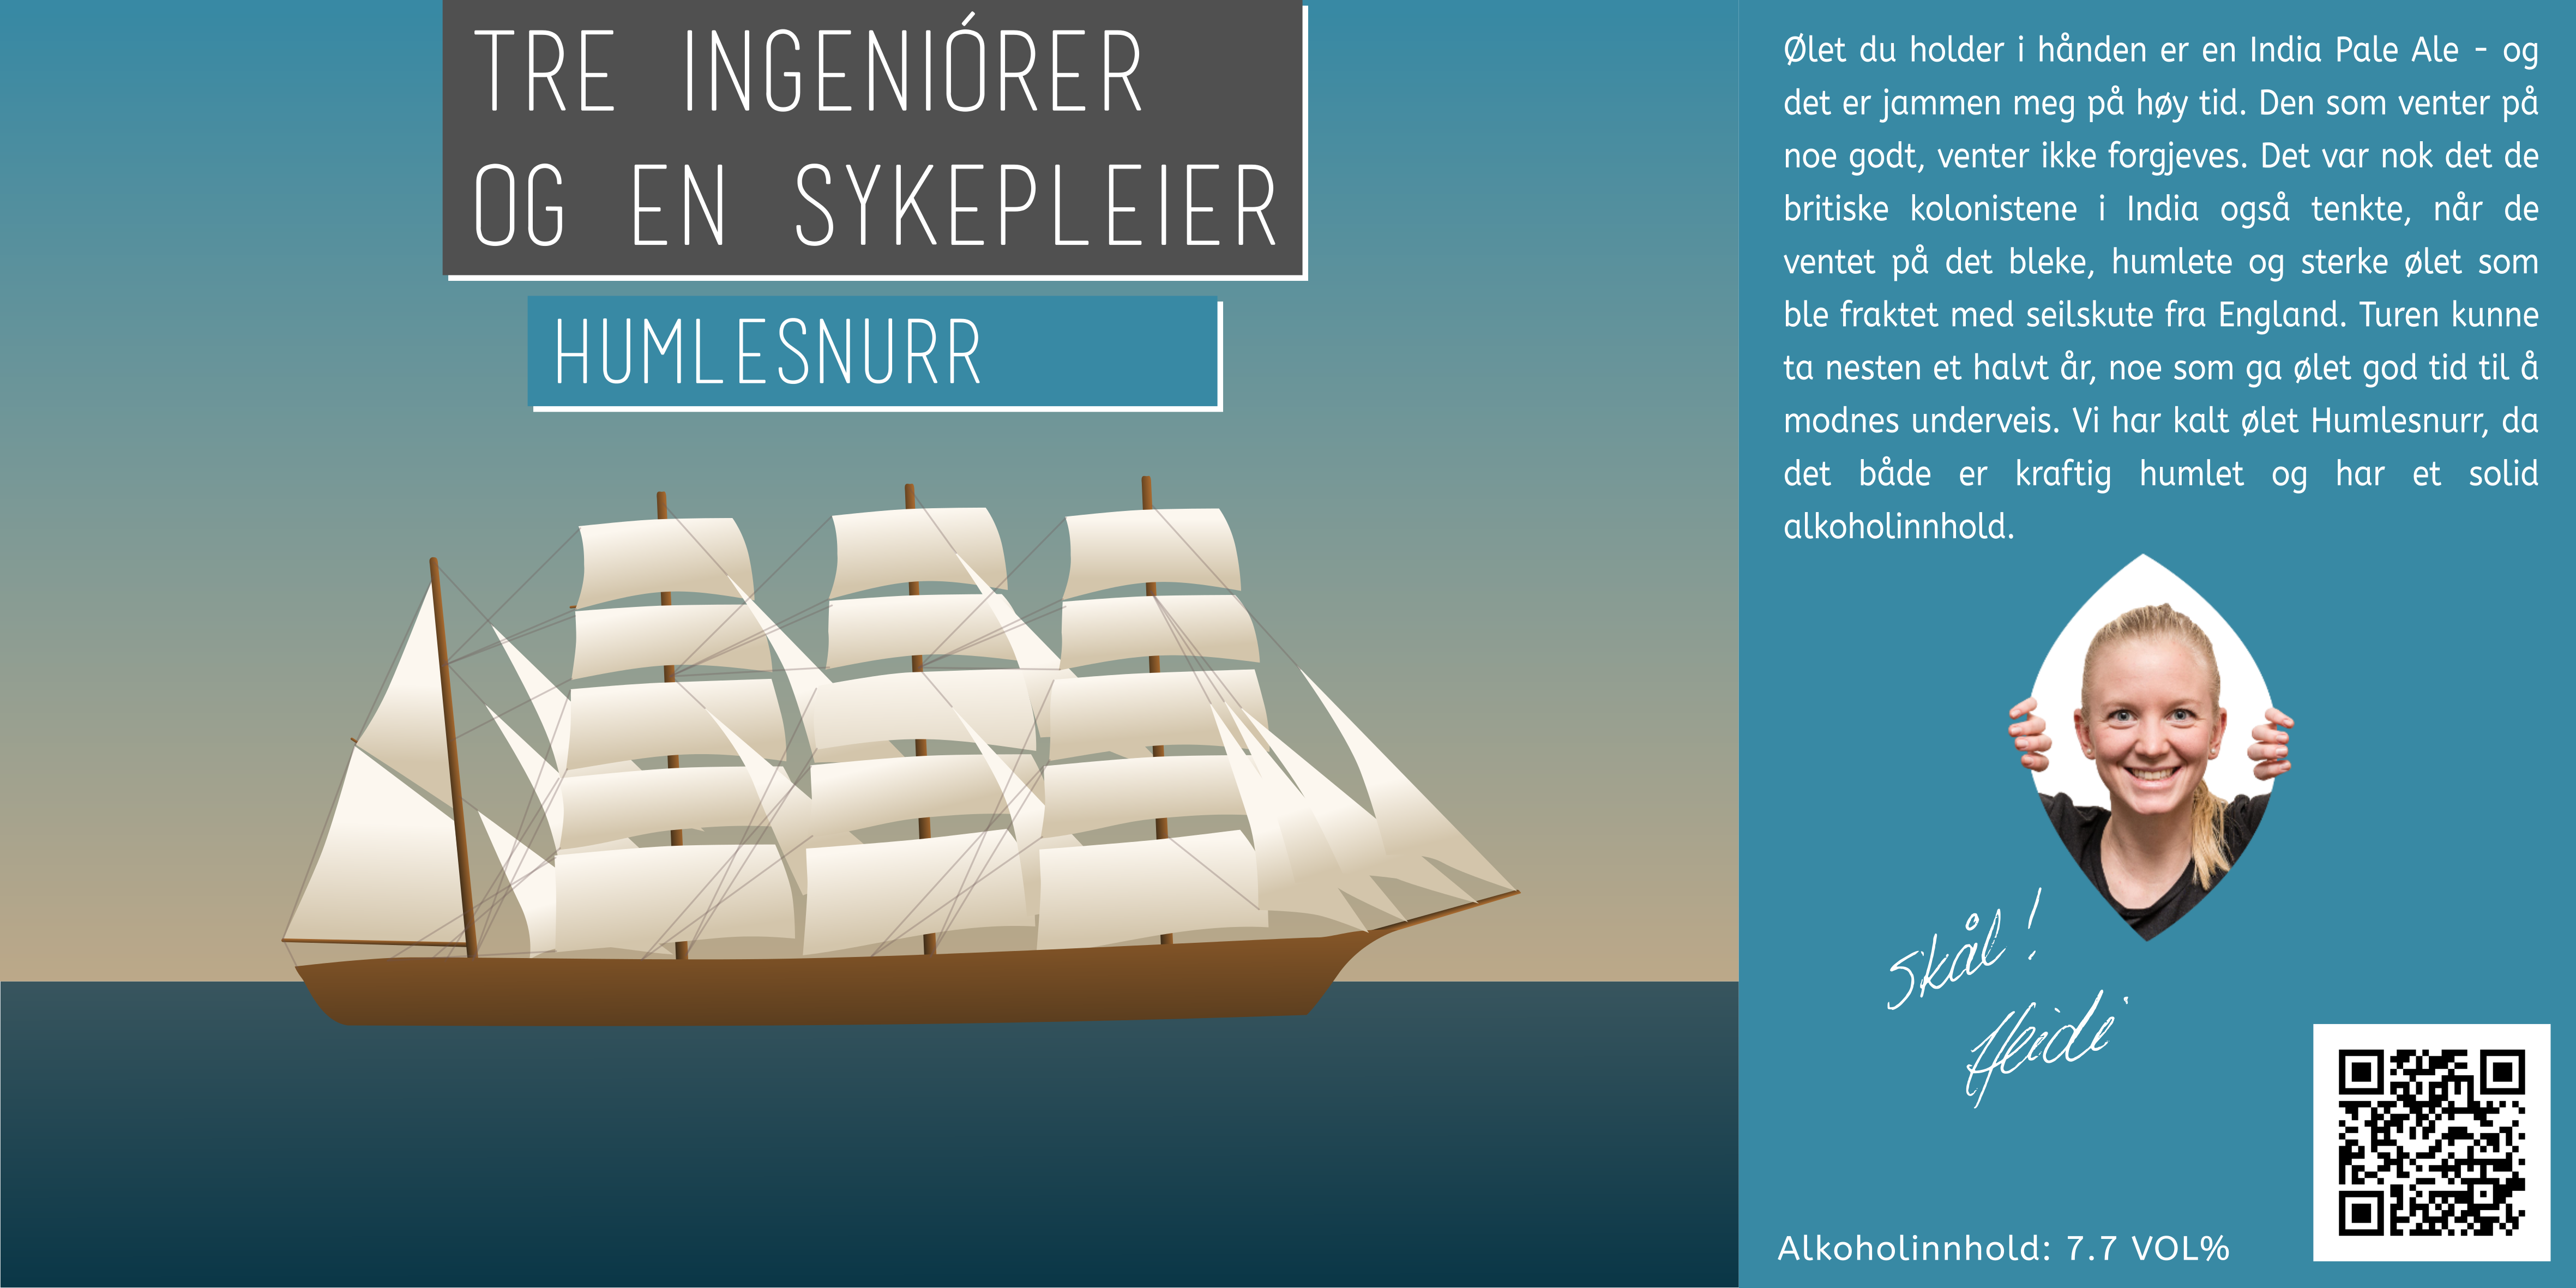 TRE INGENIÓRER
OG EN SYKEPLEIER
HUMLESNURR
Ølet du holder i hånden er en India Pale Ale - og
det er jammen meg på høy tid. Den som venter på
noe godt, venter ikke forgjeves. Det var nok det de
britiske kolonistene i India også tenkte, når de
ventet på det bleke, humlete og sterke ølet som
ble fraktet med seilskute fra England. Turen kunne
ta nesten et halvt år, noe som ga ølet god tid til å
modnes underveis. Vi har kalt ølet Humlesnurr, da
det både er kraftig humlet og har et solid
alkoholinnhold.
Skål!
Heidi
Alkoholinnhold: 7.7 VOL%